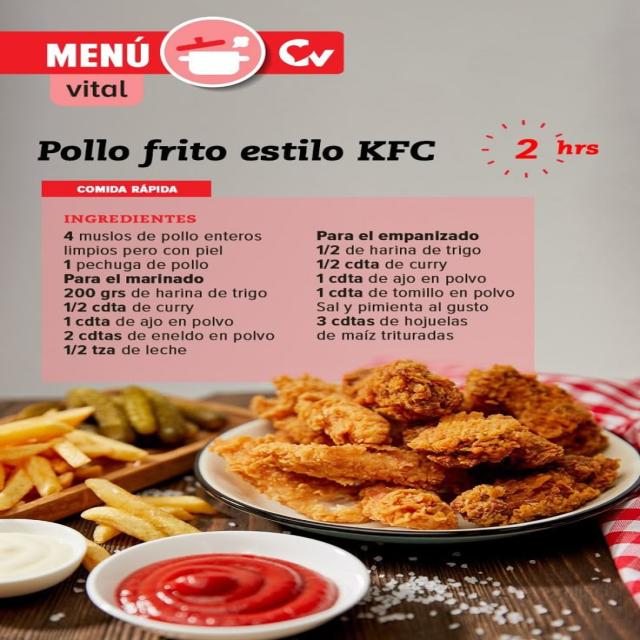 MENÚ
Cv
vital
Pollo frito estilo KFC
2 hrs
COMIDA RÁPIDA
INGREDIENTES
4 muslos de pollo enteros
limpios pero con piel
1 pechuga de pollo
Para el marinado
200 grs de harina de trigo
1/2 cdta de curry
1 cdta de ajo en polvo
2 cdtas de eneldo en polvo
1/2 tza de leche
Para el empanizado
1/2 de harina de trigo
1/2 cdta de curry
1 cdta de ajo en polvo
1 cdta de tomillo en polvo
Sal y pimienta al gusto
3 cdtas de hojuelas
de maíz trituradas